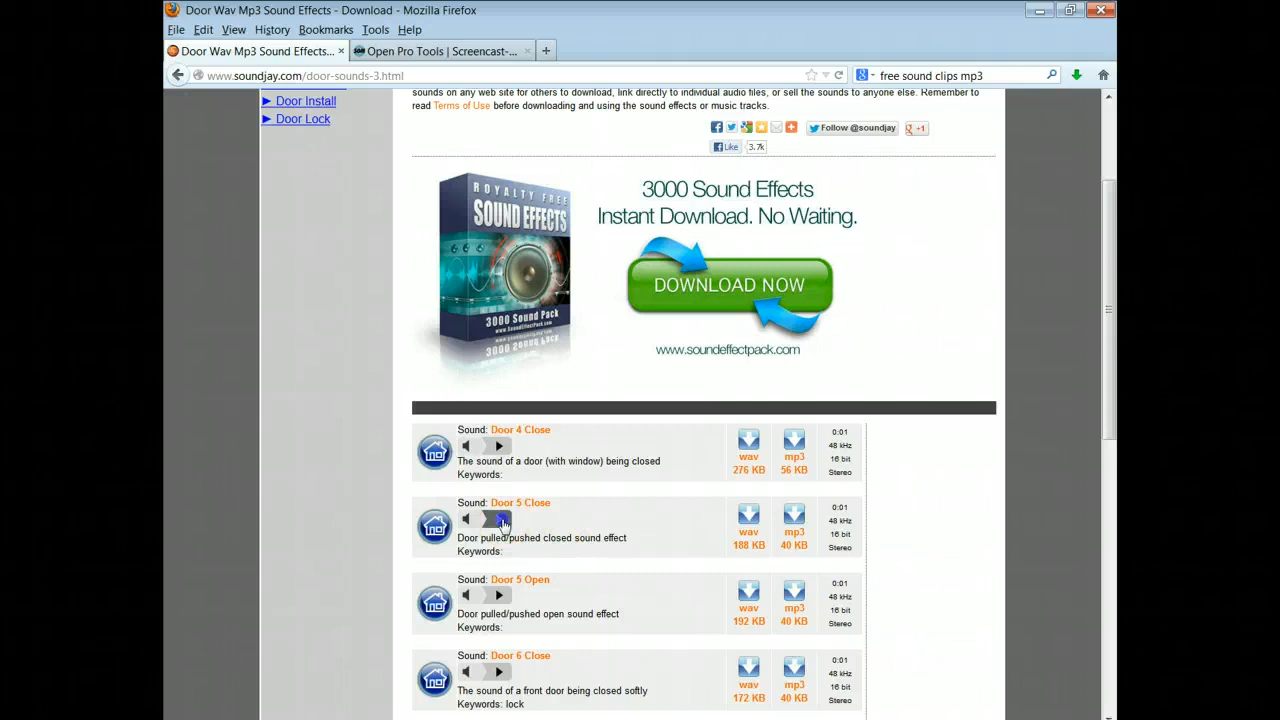 Door Wav Mp3 Sound Effects - Download - Mozilla Firefox
File Edit View History Bookmarks Tools Help
Door Wav Mp3 Sound Effects... × Open Pro Tools | Screencast-... × +
www.soundjay.com/door-sounds-3.html
free sound clips mp3
► Door Install
► Door Lock
sounds on any web site for others to download, link directly to individual audio files, or sell the sounds to anyone else. Remember to
read Terms of Use before downloading and using the sound effects or music tracks.
Follow @soundjay +1
Like 3.7k
ROYALTY FREE
SOUND EFFECTS
3000 Sound Pack
www.SoundEffectPack.com
3000 Sound Effects
Instant Download. No Waiting.
DOWNLOAD NOW
www.soundeffectpack.com
Sound: Door 4 Close
The sound of a door (with window) being closed
Keywords:
wav
276 KB
mp3
56 KB
0:01
48 kHz
16 bit
Stereo
Sound: Door 5 Close
Door pulled/pushed closed sound effect
Keywords:
wav
188 KB
mp3
40 KB
0:01
48 kHz
16 bit
Stereo
Sound: Door 5 Open
Door pulled/pushed open sound effect
Keywords:
wav
192 KB
mp3
40 KB
0:01
48 kHz
16 bit
Stereo
Sound: Door 6 Close
The sound of a front door being closed softly
Keywords: lock
wav
172 KB
mp3
40 KB
0:01
48 kHz
16 bit
Stereo